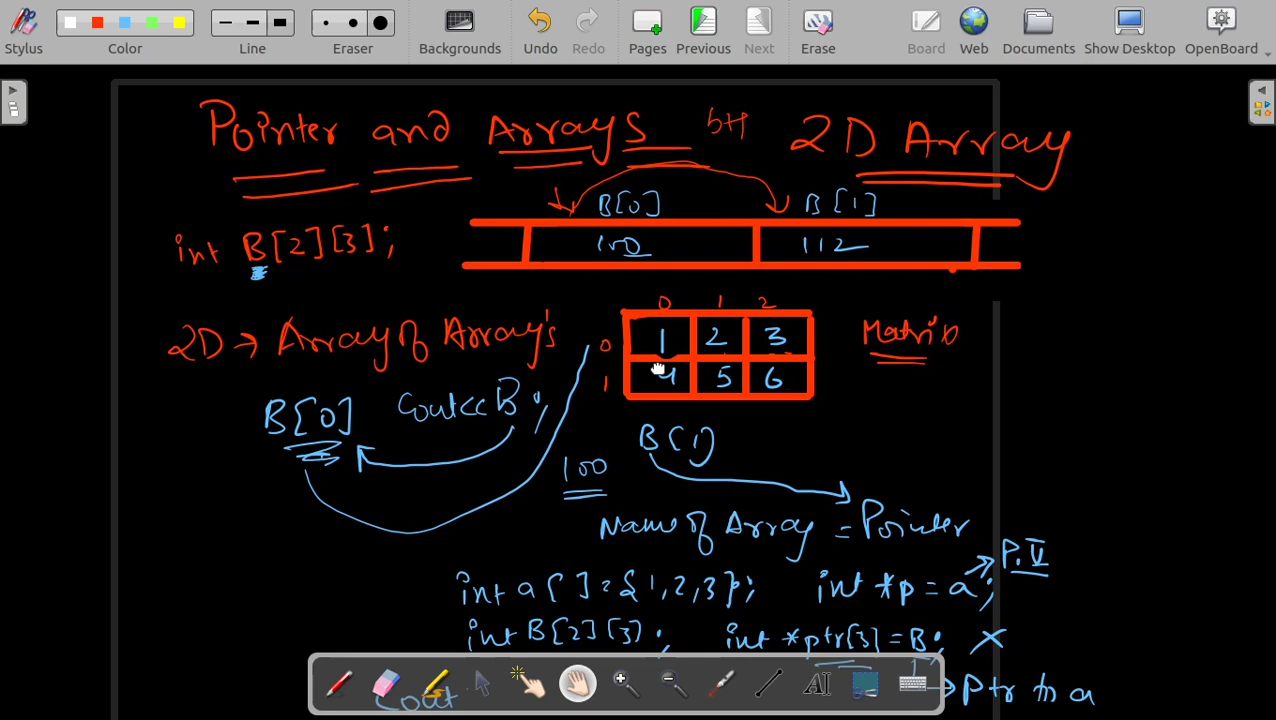 Stylus Color Line Eraser Backgrounds Undo Redo Pages Previous Next Erase Board Web Documents Show Desktop OpenBoard
Pointer and Arrays 2D Array
B[0] B[1]
int B[2][3]; 100 112
0 1 2
2D → Array of Array's 0 1 2 3 Matrix
1 4 5 6
B[0] Cout<<B; B(1)
100
Name of Array = Pointer
P.V
int a[] = {1,2,3}; int *p = a;
int B[2][3]; int *ptr[3] = B; X
Cout → Ptr to a